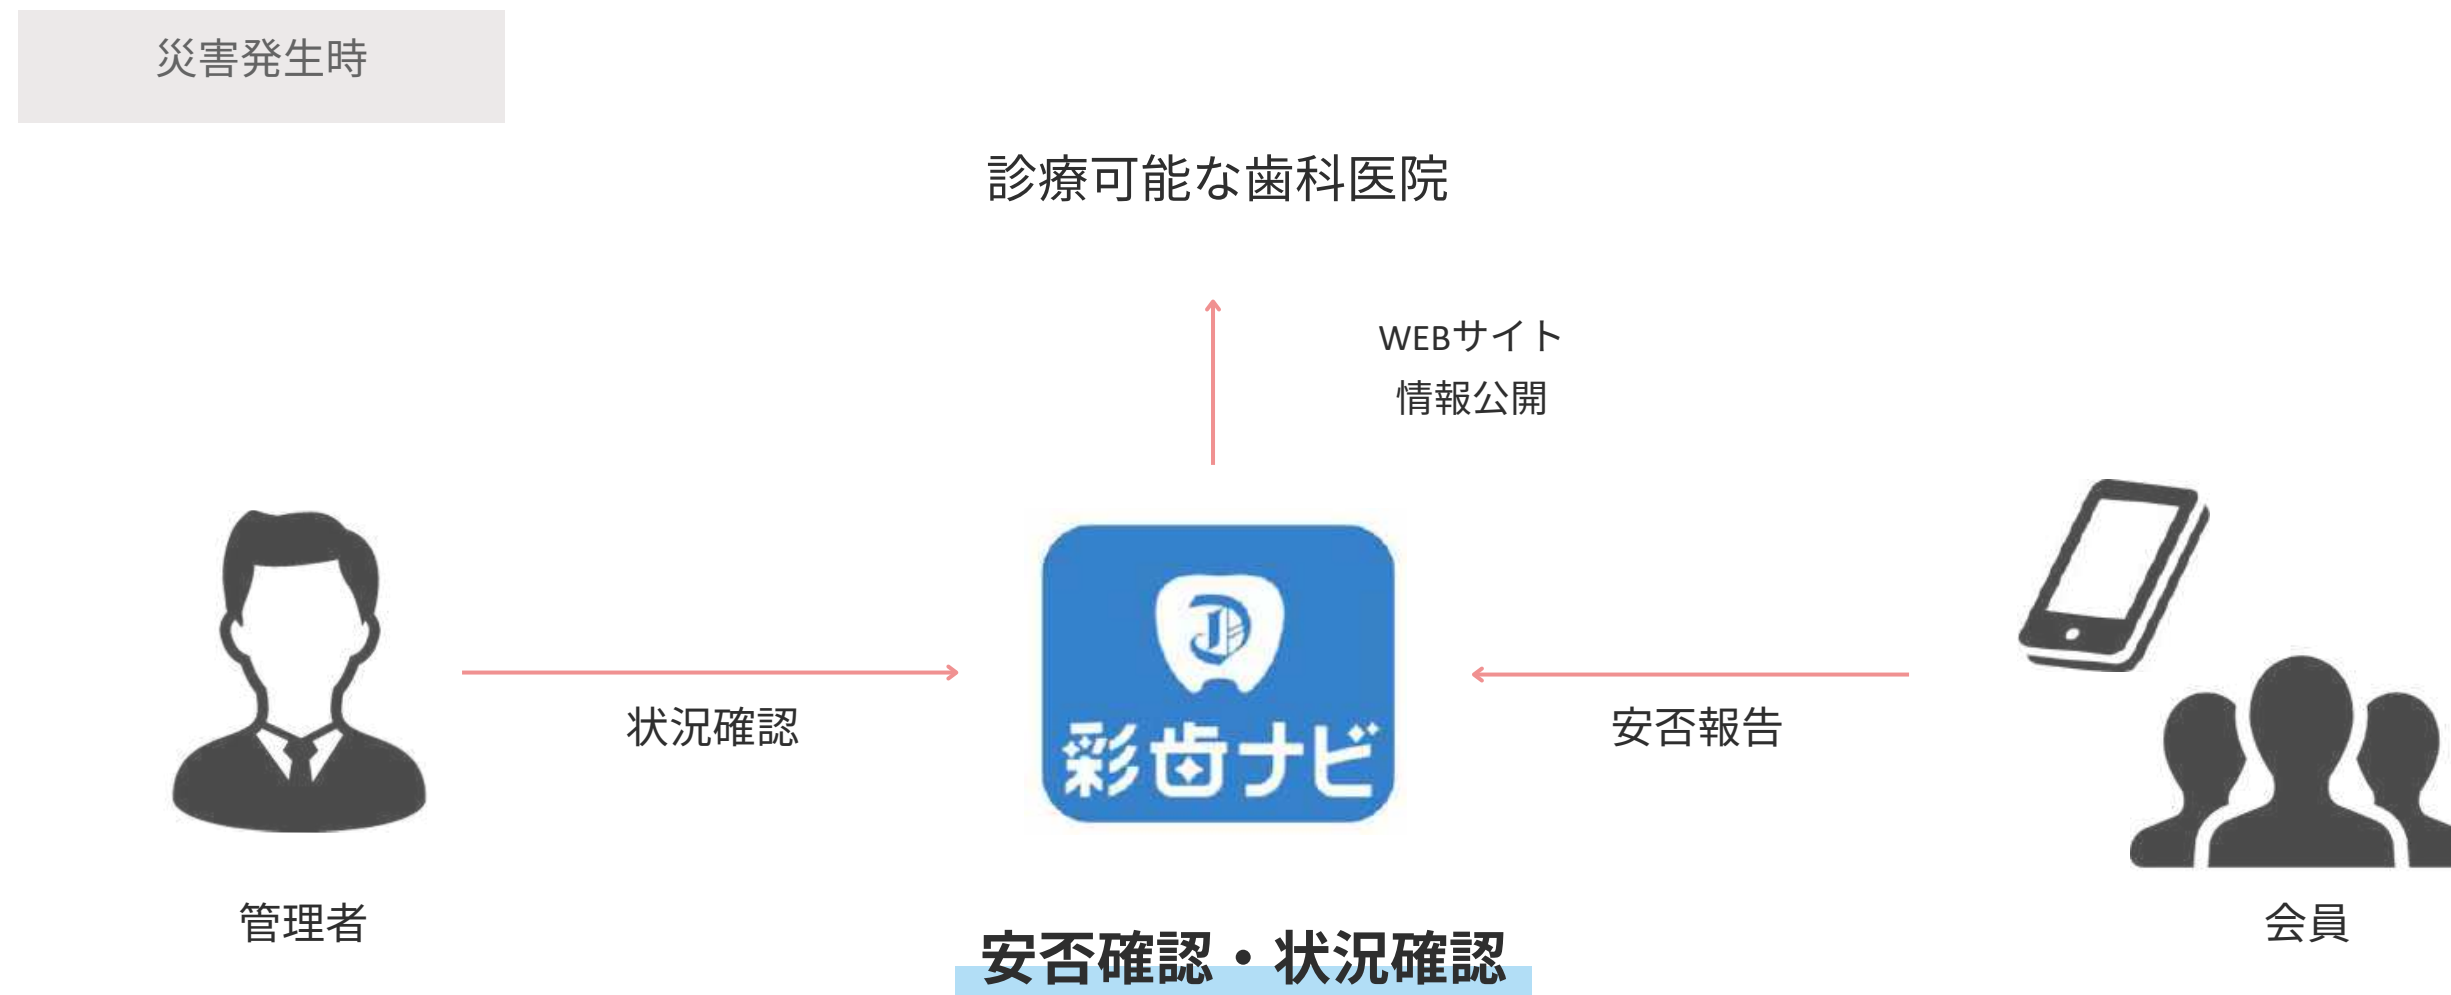 災害発生時
診療可能な歯科医院
WEBサイト
情報公開
彩歯ナビ
状況確認
安否報告
管理者
会員
安否確認・状況確認